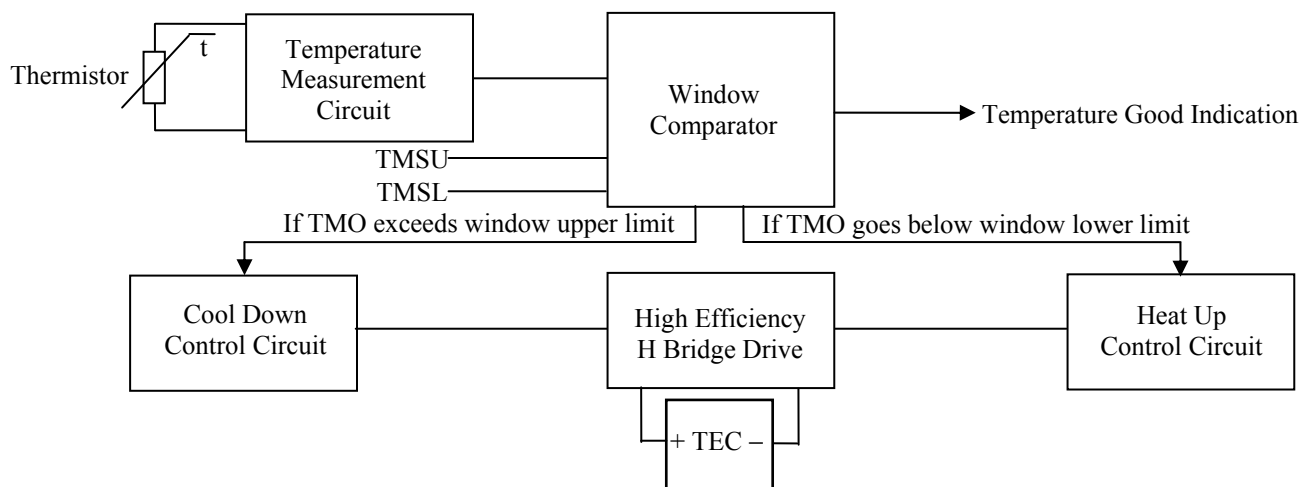 Thermistor
t
Temperature
Measurement
Circuit
Window
Comparator
Temperature Good Indication
TMSU
TMSL
If TMO exceeds window upper limit
If TMO goes below window lower limit
Cool Down
Control Circuit
High Efficiency
H Bridge Drive
Heat Up
Control Circuit
+ TEC –